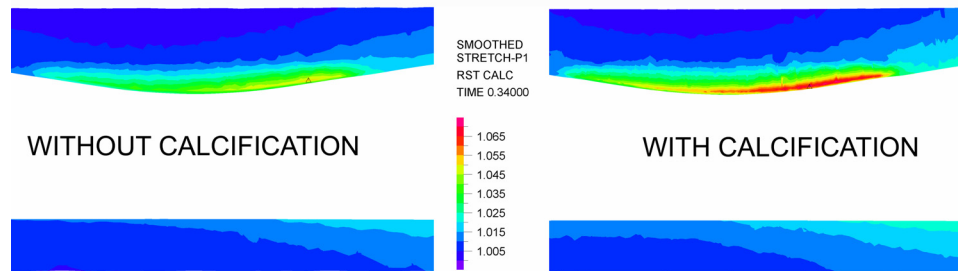 WITHOUT CALCIFICATION
SMOOTHED
STRETCH-P1
RST CALC
TIME 0.34000
1.065
1.055
1.045
1.035
1.025
1.015
1.005
WITH CALCIFICATION